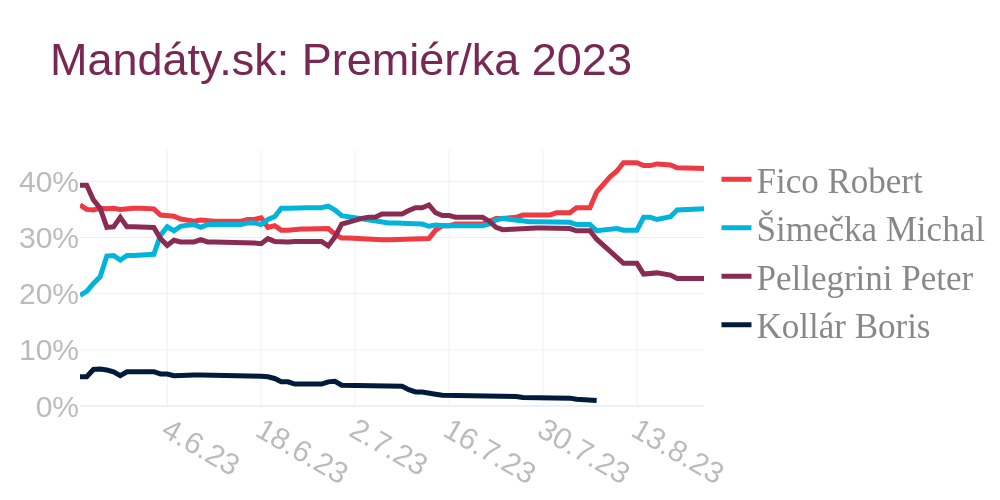 Mandáty.sk: Premiér/ka 2023
40%
30%
20%
10%
0%
4.6.23
18.6.23
2.7.23
16.7.23
30.7.23
13.8.23
Fico Robert
Šimečka Michal
Pellegrini Peter
Kollár Boris